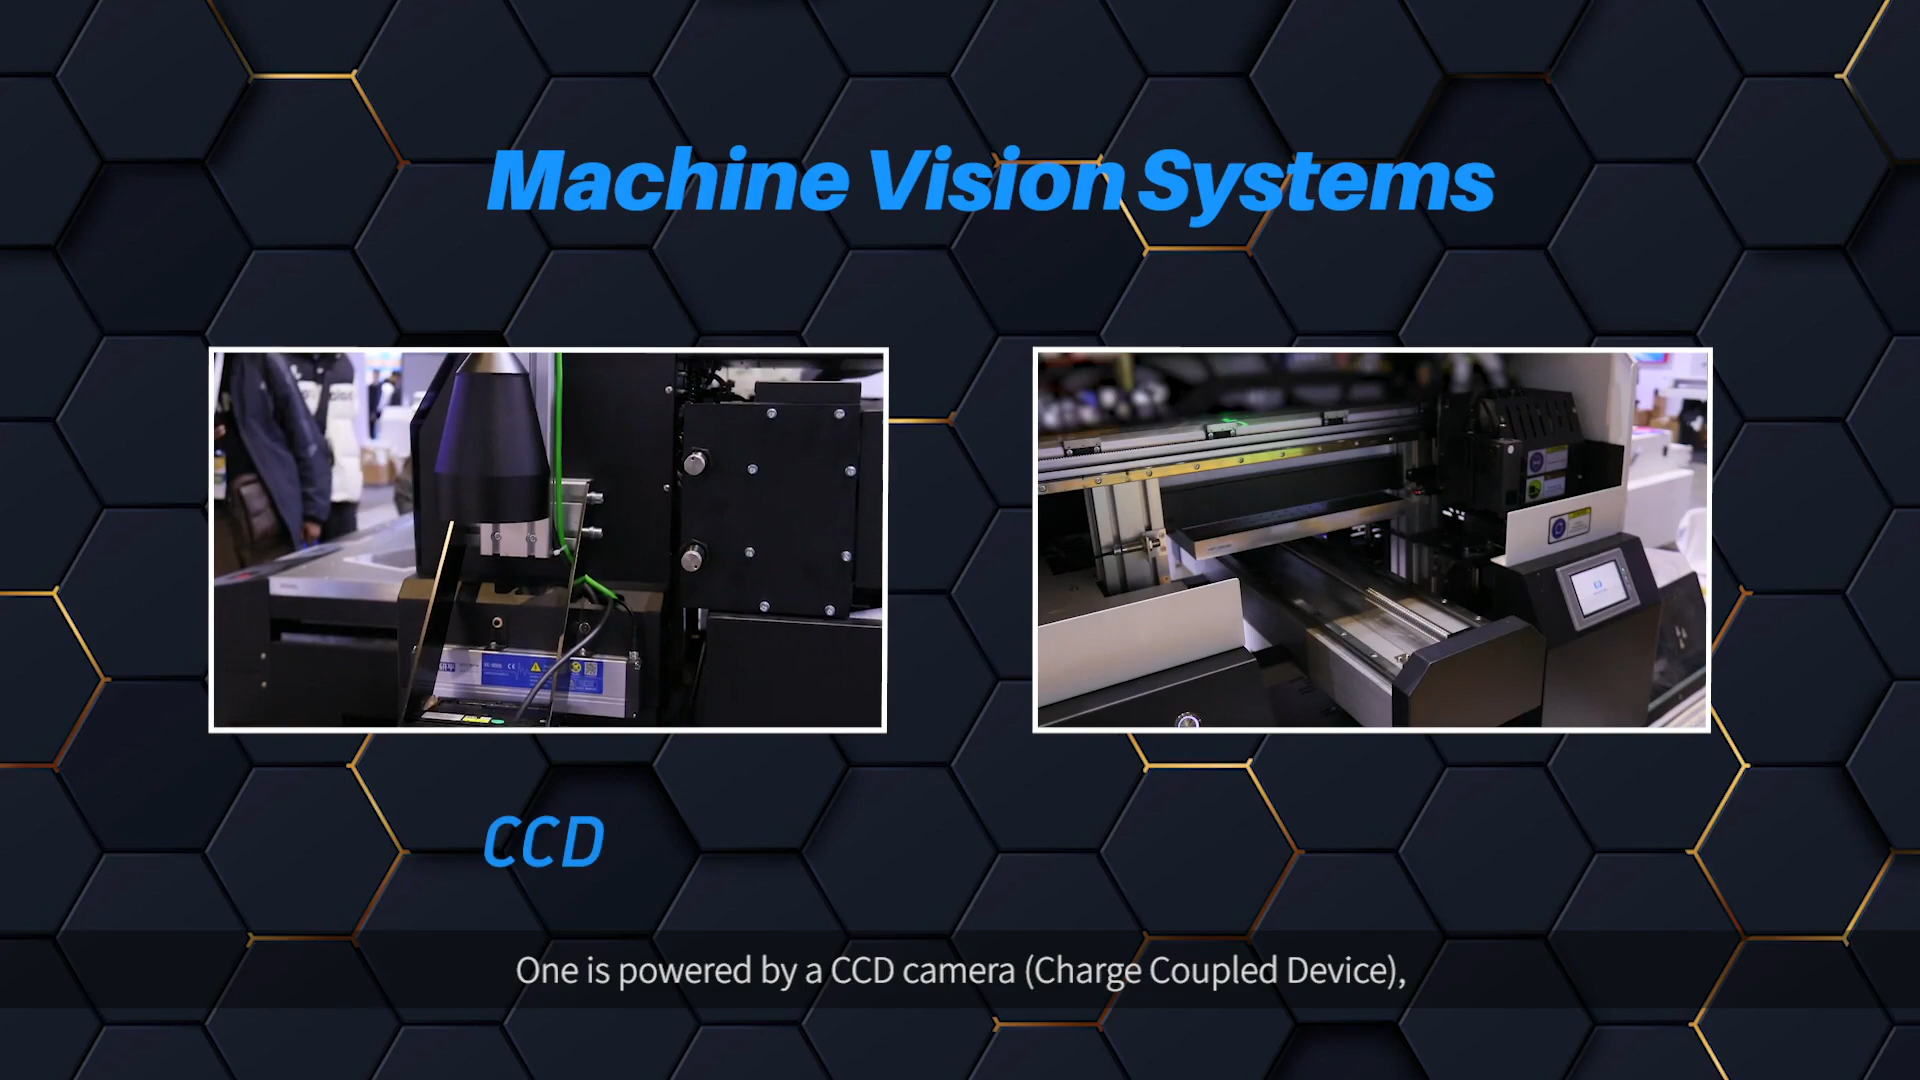 Machine Vision Systems
CCD
One is powered by a CCD camera (Charge Coupled Device),